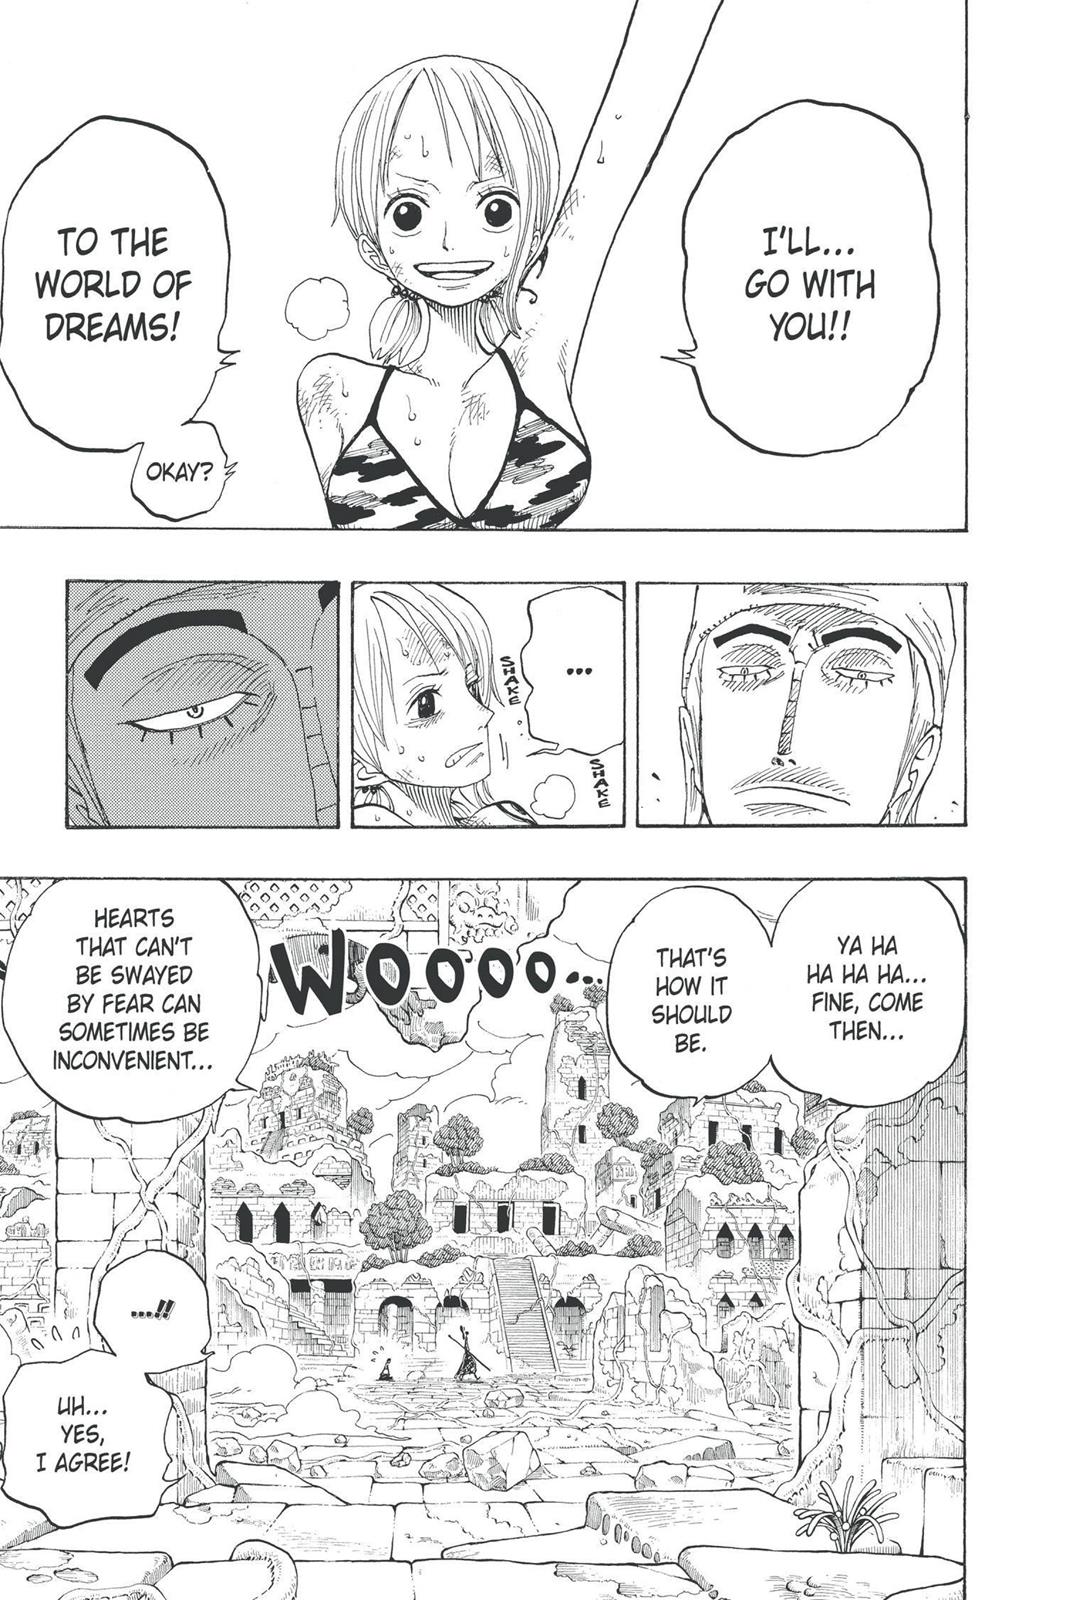 I'LL...
GO WITH
YOU!!
TO THE
WORLD OF
DREAMS!
OKAY?
...
SHAKE
SHAKE
YA HA
HA HA HA...
FINE, COME
THEN...
THAT'S
HOW IT
SHOULD
BE.
WOOOO...
HEARTS
THAT CAN'T
BE SWAYED
BY FEAR CAN
SOMETIMES BE
INCONVENIENT...
....!!
UH...
YES,
I AGREE!